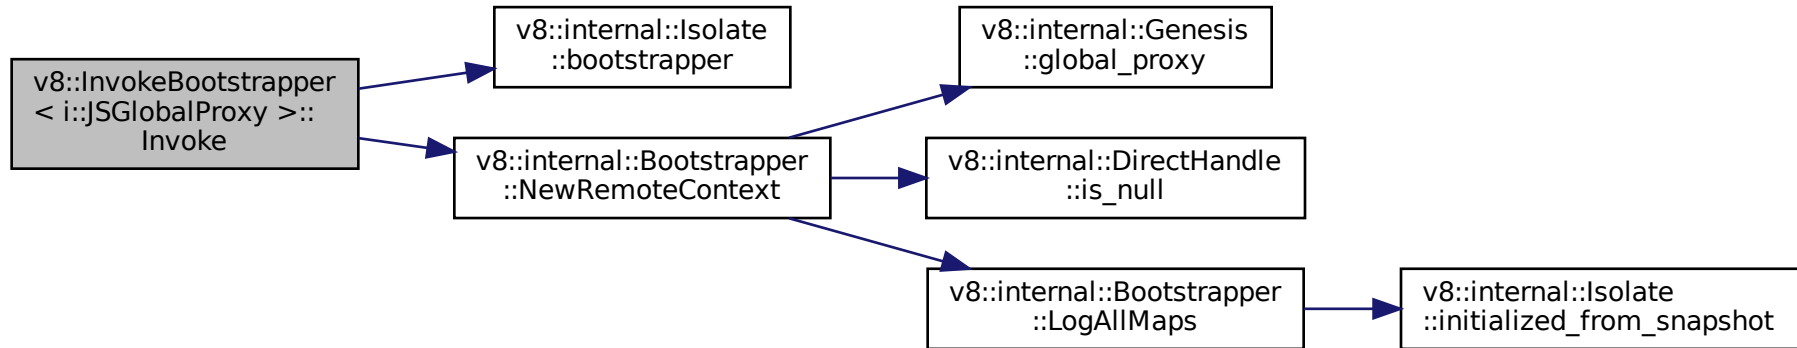 v8::InvokeBootstrapper
< i::JSGlobalProxy >::
Invoke
v8::internal::Isolate
::bootstrapper
v8::internal::Bootstrapper
::NewRemoteContext
v8::internal::Genesis
::global_proxy
v8::internal::DirectHandle
::is_null
v8::internal::Bootstrapper
::LogAllMaps
v8::internal::Isolate
::initialized_from_snapshot